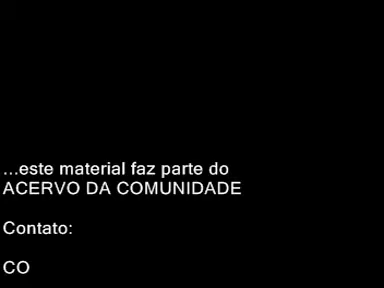 ...este material faz parte do
ACERVO DA COMUNIDADE
Contato:
CO